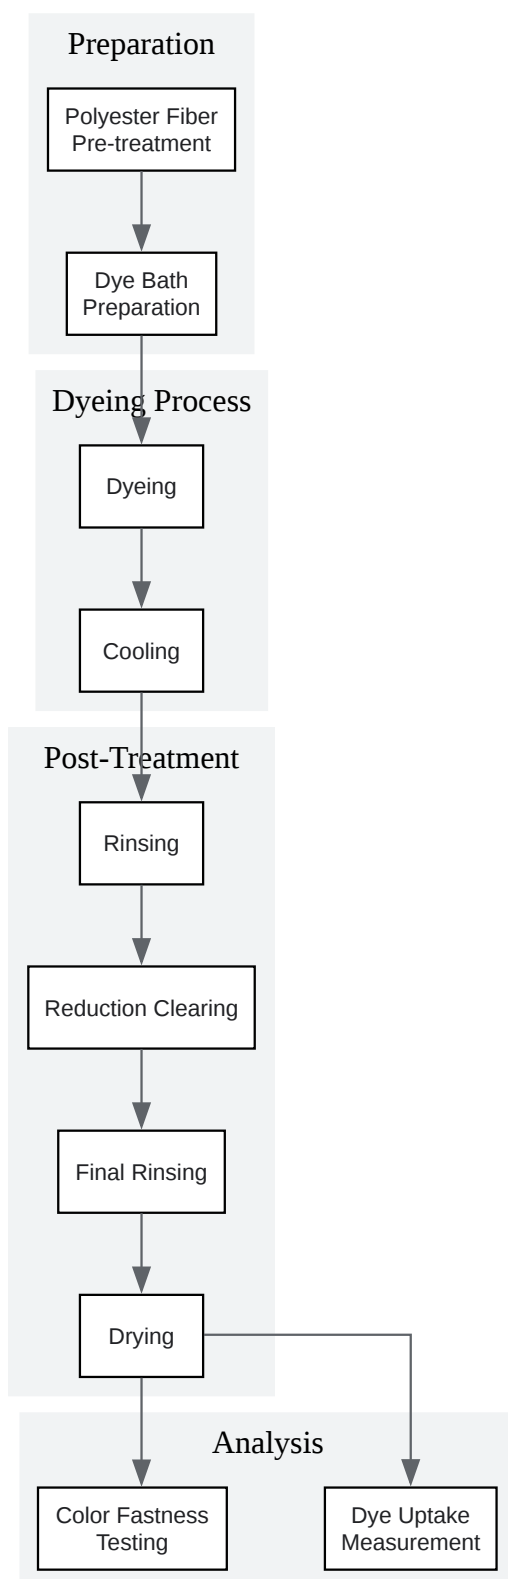 Preparation
Polyester Fiber
Pre-treatment
Dye Bath
Preparation
Dyeing Process
Dyeing
Cooling
Post-Treatment
Rinsing
Reduction Clearing
Final Rinsing
Drying
Analysis
Color Fastness
Testing
Dye Uptake
Measurement